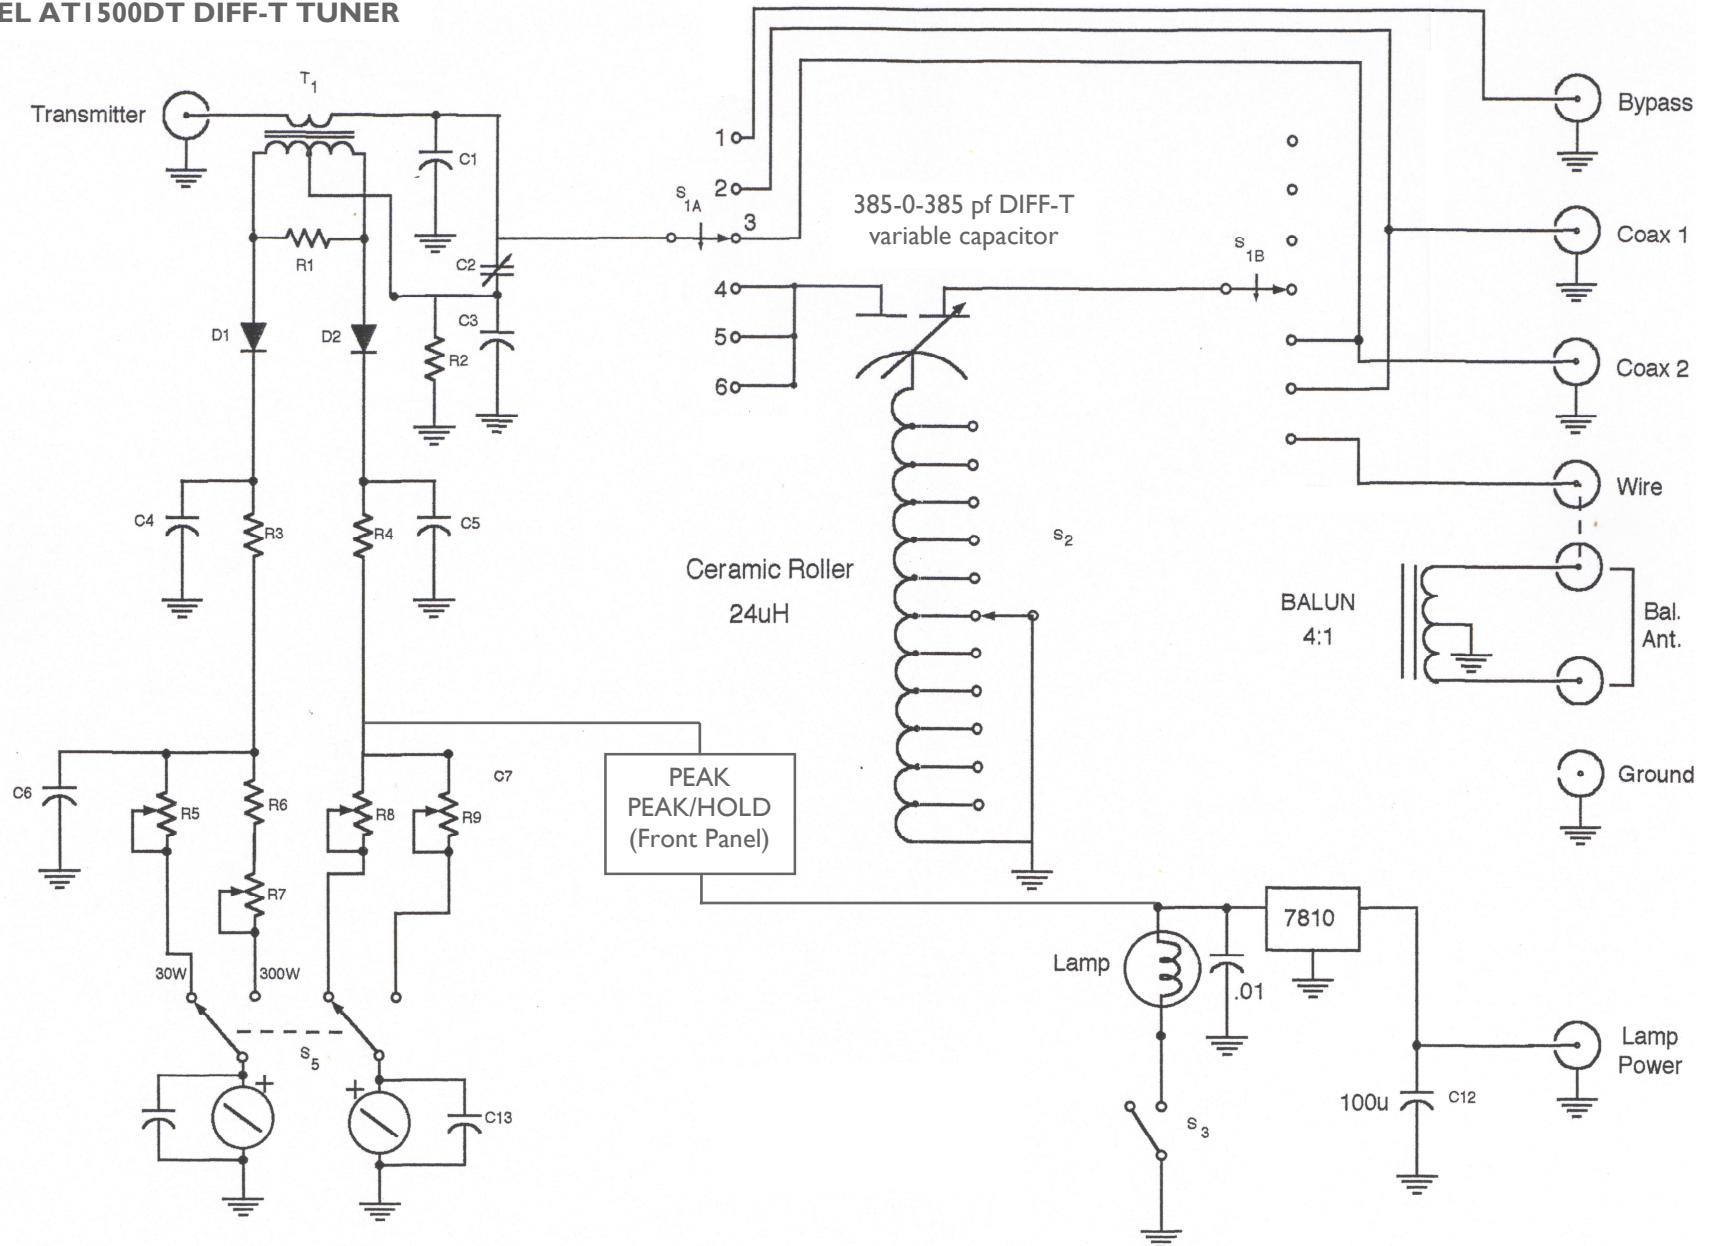 EL AT1500DT DIFF-T TUNER
T1
Transmitter
Bypass
C1
1
2
S1A
3
385-0-385 pf DIFF-T
variable capacitor
S1B
Coax 1
R1
C2
4
D1
D2
C3
R2
5
6
Coax 2
Wire
C4
R3
R4
C5
S2
Ceramic Roller
24uH
BALUN
4:1
Bal.
Ant.
C6
R5
R6
R8
C7
R9
PEAK
PEAK/HOLD
(Front Panel)
Ground
R7
7810
30W
300W
Lamp
.01
S5
Lamp
Power
C13
S3
100u
C12